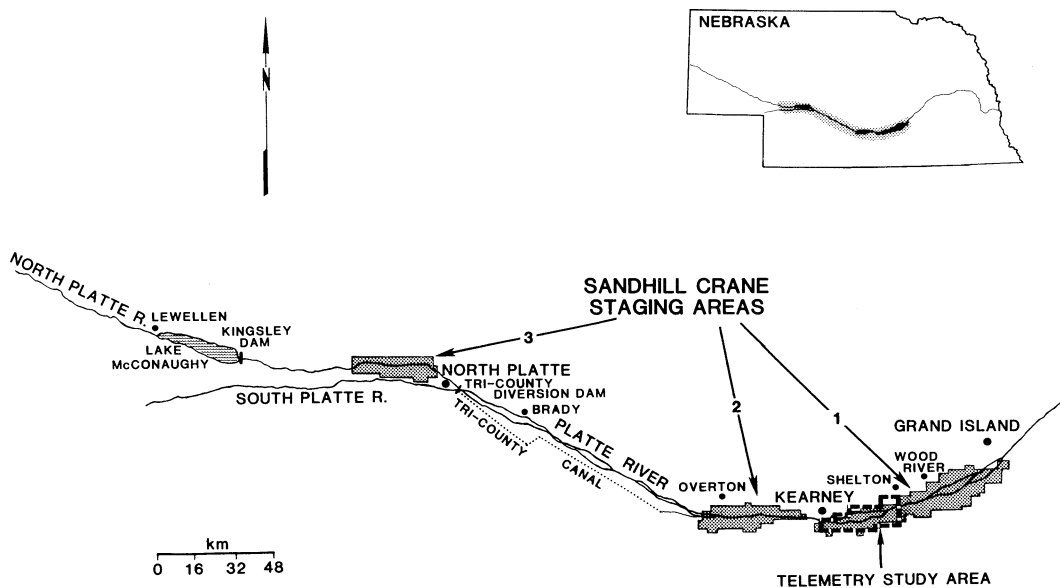 N
NEBRASKA
NORTH PLATTE R.
LEWELLEN
LAKE
McCONAUGHY
KINGSLEY
DAM
SOUTH PLATTE R.
SANDHILL CRANE
STAGING AREAS
3
2
1
NORTH PLATTE
TRI-COUNTY
DIVERSION DAM
BRADY
TRI-COUNTY
CANAL
PLATTE RIVER
OVERTON
KEARNEY
SHELTON
WOOD
RIVER
GRAND ISLAND
TELEMETRY STUDY AREA
km
0 16 32 48